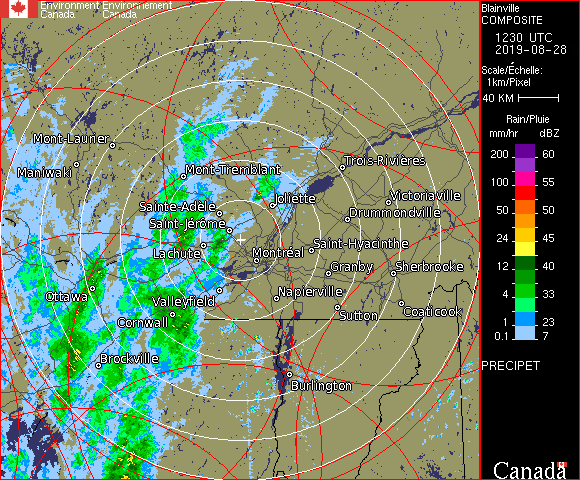 Environment Environnement
Canada Canada
Blainville
COMPOSITE
1230 UTC
2019-08-28
Scale/Échelle:
1km/Pixel
40 KM
Rain/Pluie
mm/hr dBZ
200 60
100 55
50 50
24 45
12 40
8 33
4 30
1 23
0.1 7
PRECIPET
Canada
Mont-Laurier
Maniwaki
Mont-Tremblant
Trois-Rivières
Sainte-Adèle
Joliette
Victoriaville
Drummondville
Saint-Jérôme
Lachute
Montréal
Saint-Hyacinthe
Granby
Sherbrooke
Ottawa
Valleyfield
Napierville
Cornwall
Sutton
Coaticook
Brockville
Burlington